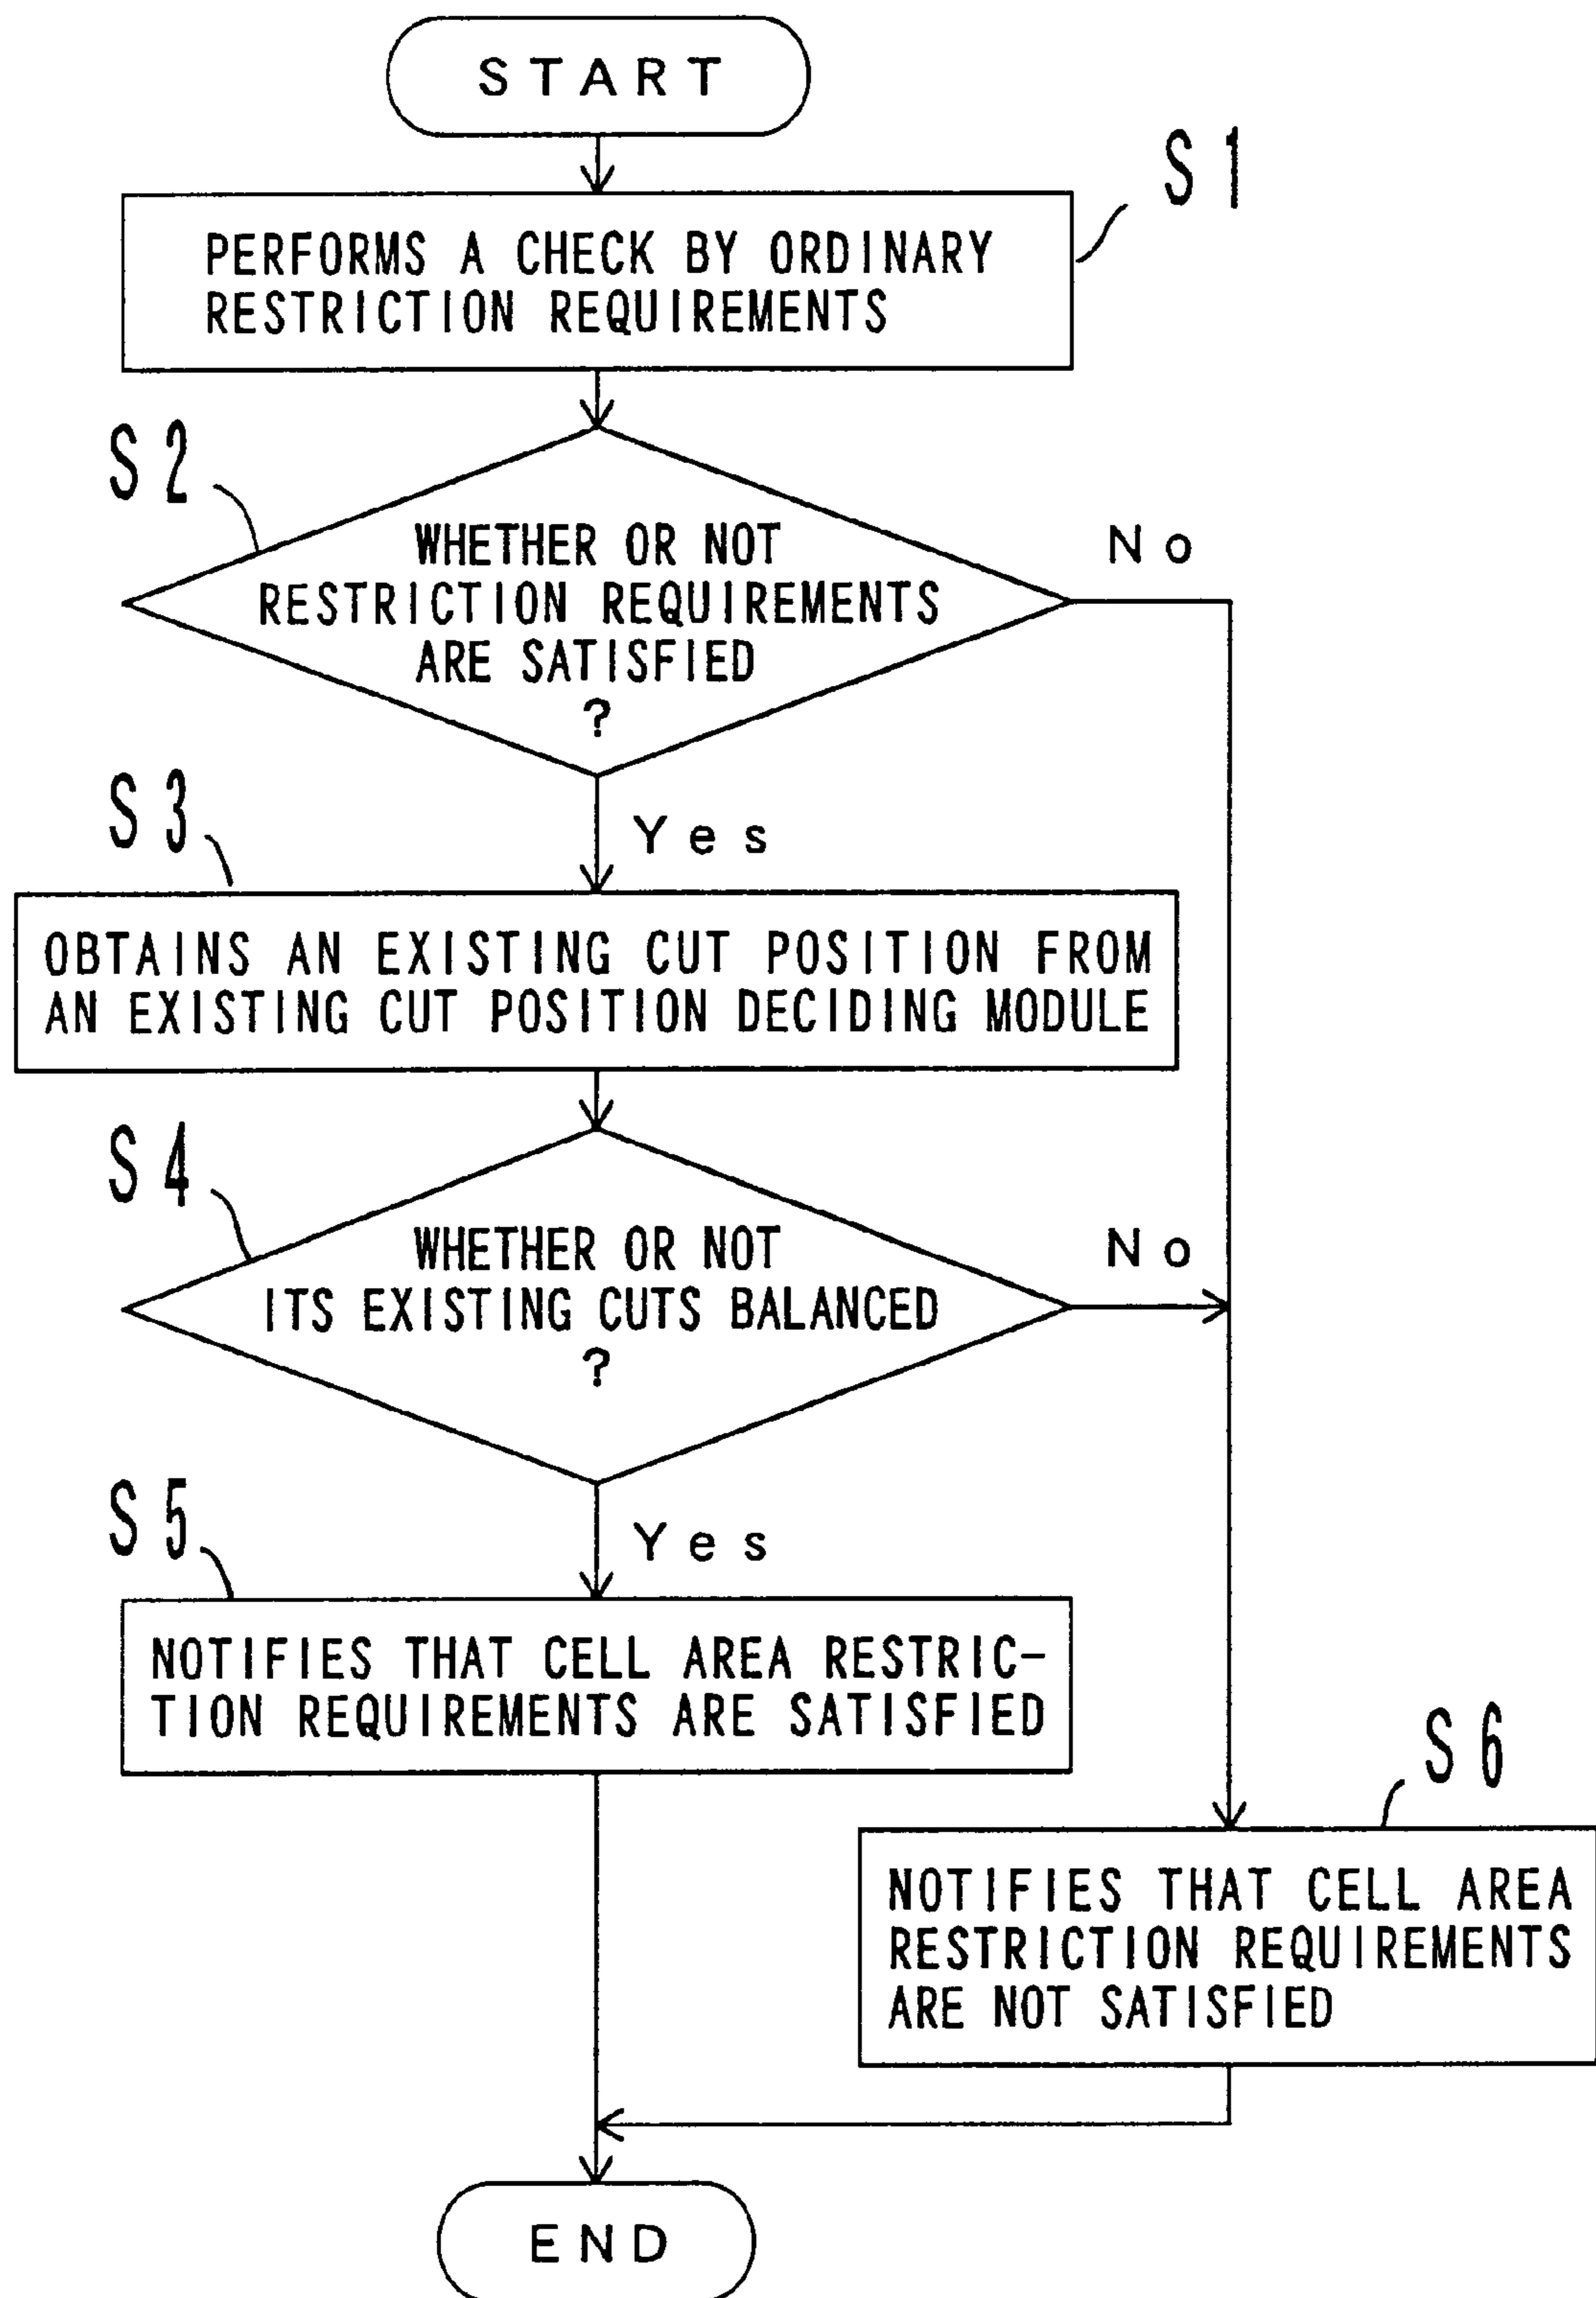 START
S1
PERFORMS A CHECK BY ORDINARY
RESTRICTION REQUIREMENTS
S2
WHETHER OR NOT
RESTRICTION REQUIREMENTS
ARE SATISFIED
?
No
Yes
S3
OBTAINS AN EXISTING CUT POSITION FROM
AN EXISTING CUT POSITION DECIDING MODULE
S4
WHETHER OR NOT
ITS EXISTING CUTS BALANCED
?
No
Yes
S5
NOTIFIES THAT CELL AREA RESTRIC-
TION REQUIREMENTS ARE SATISFIED
S6
NOTIFIES THAT CELL AREA
RESTRICTION REQUIREMENTS
ARE NOT SATISFIED
END